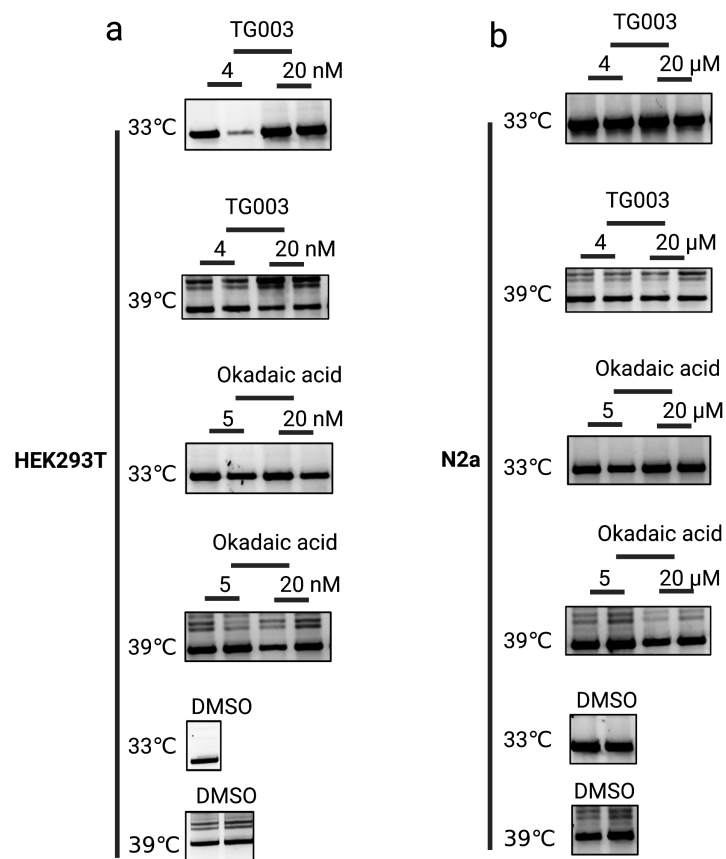 a
TG003
4 20 nM
33°C
TG003
4 20 nM
39°C
Okadaic acid
5 20 nM
HEK293T
33°C
Okadaic acid
5 20 nM
39°C
DMSO
33°C
DMSO
39°C
b
TG003
4 20 µM
33°C
TG003
4 20 µM
39°C
Okadaic acid
5 20 µM
N2a
33°C
Okadaic acid
5 20 µM
39°C
DMSO
33°C
DMSO
39°C